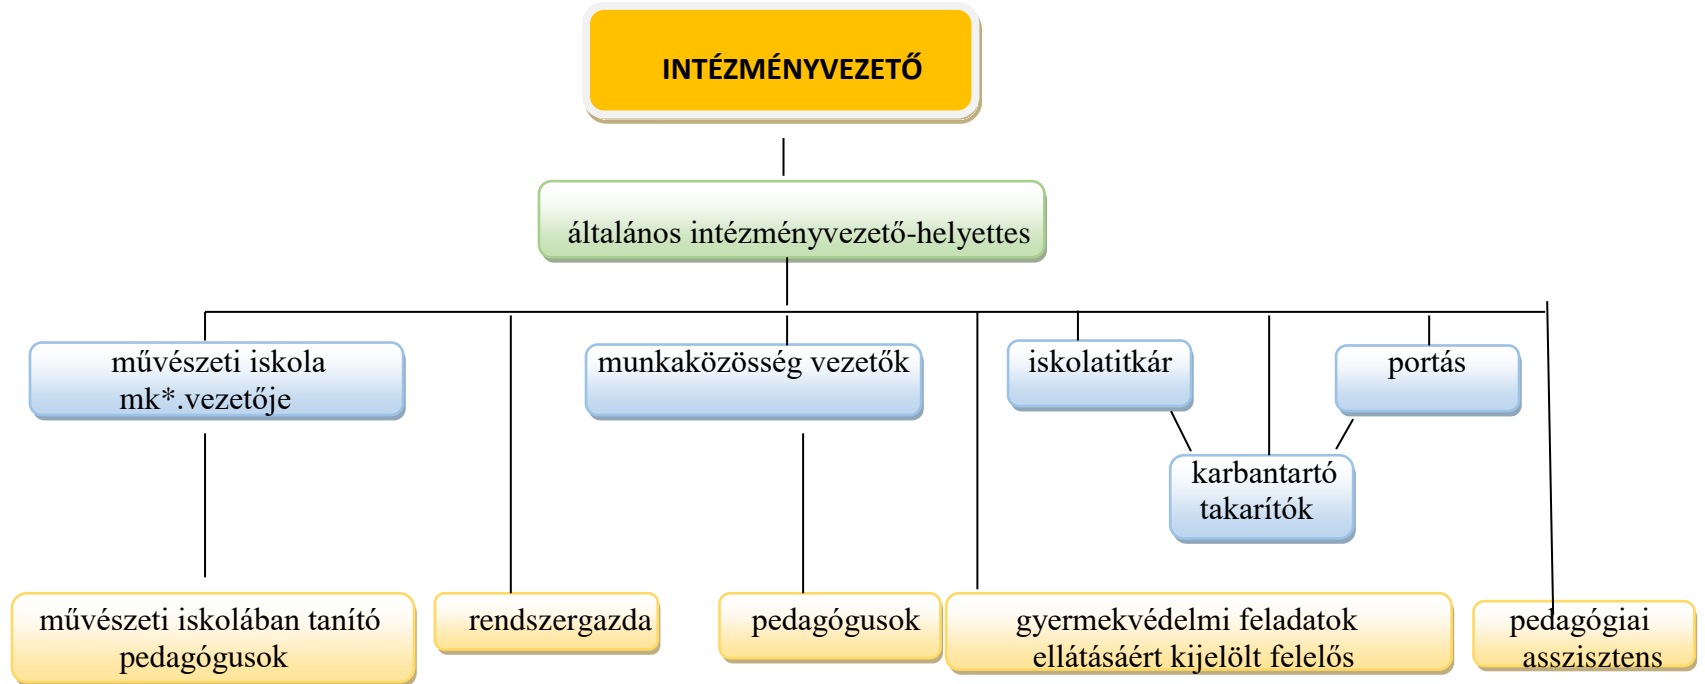 INTÉZMÉNYVEZETŐ
általános intézményvezető-helyettes
művészeti iskola
mk*.vezetője
munkaközösség vezetők
iskolatitkár
portás
karbantartó
takarítók
művészeti iskolában tanító
pedagógusok
rendszergazda
pedagógusok
gyermekvédelmi feladatok
ellátásáért kijelölt felelős
pedagógiai
asszisztens